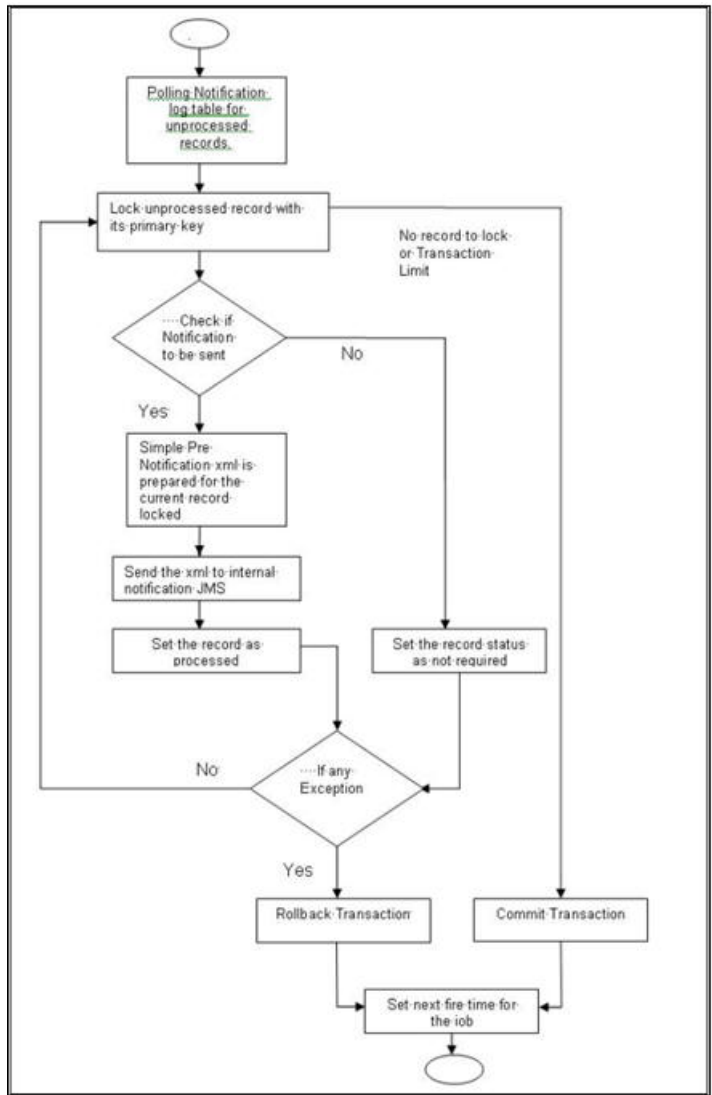 Polling Notification
log table for
unprocessed
records.
Lock unprocessed record with
its primary key
No record to lock
or Transaction
Limit
Check if
Notification
to be sent
No
Yes
Simple Pre
Notification xml is
prepared for the
current record
locked
Send the xml to internal
notification JMS
Set the record as
processed
Set the record status
as not required
No
If any
Exception
Yes
Rollback Transaction
Commit Transaction
Set next fire time for
the iob